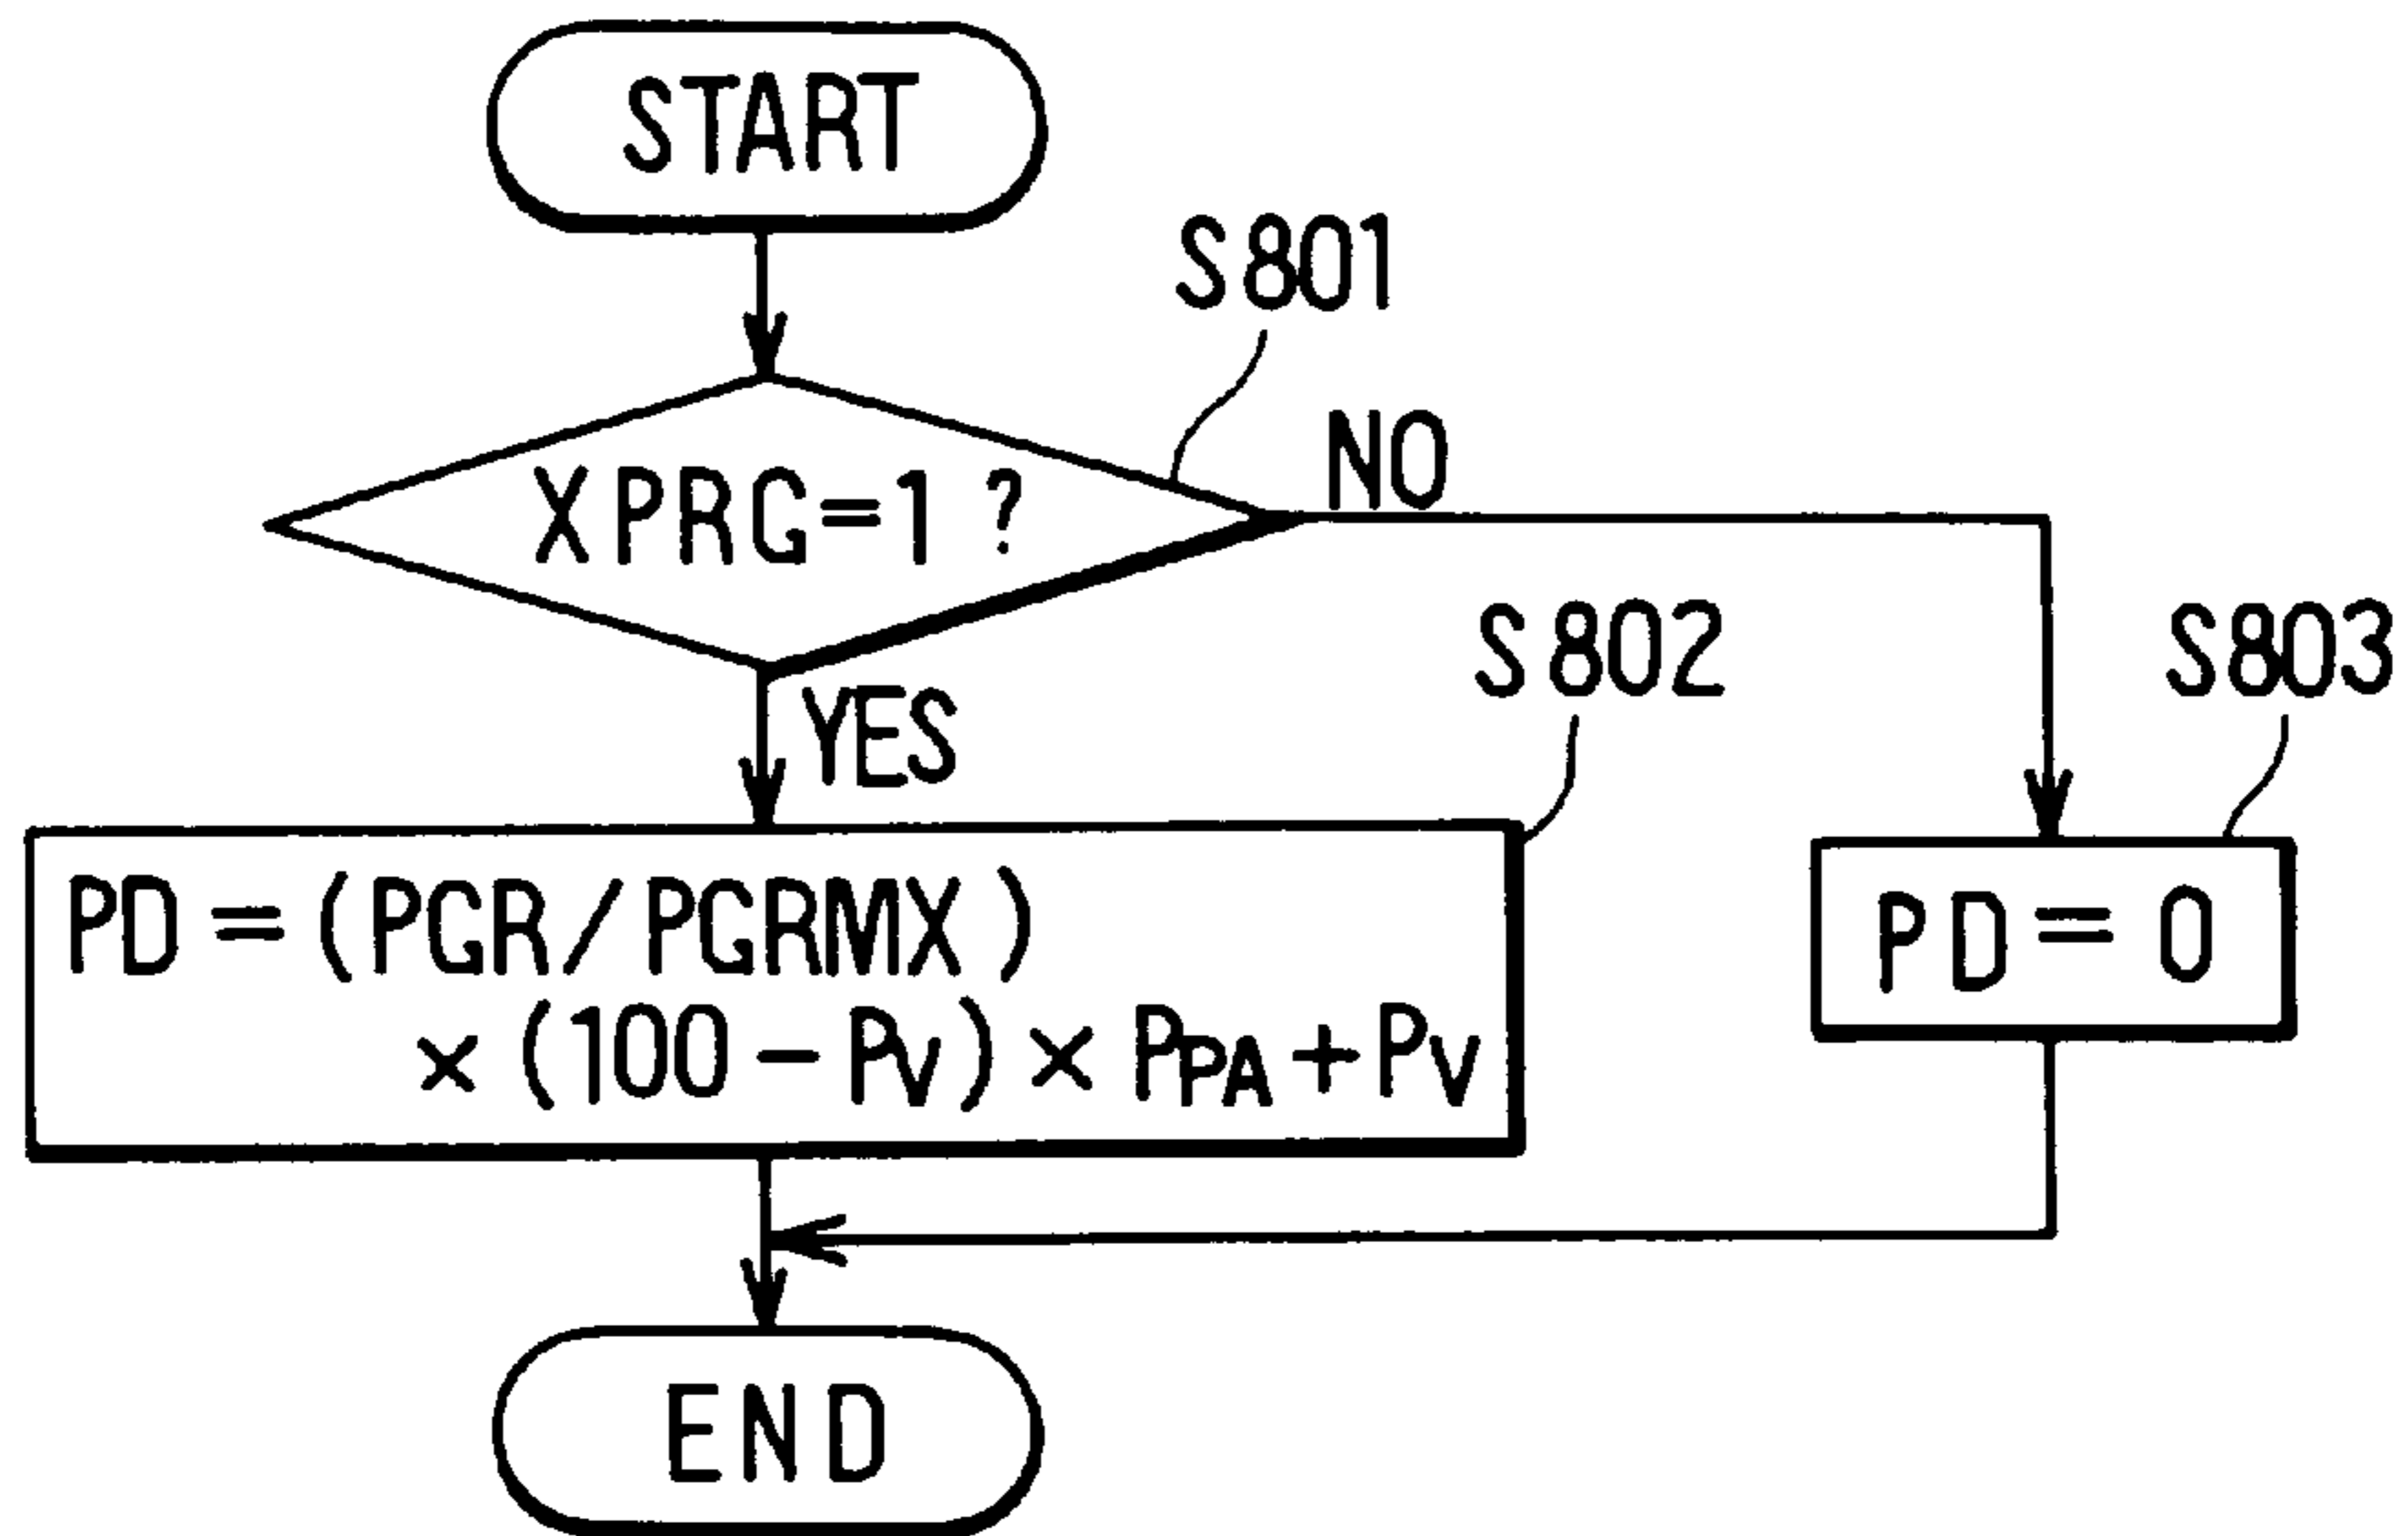 START
S801
XPRG=1 ?
NO
YES
S802
S803
PD=(PGR/PGRMX)
×(100-PV)×PPA+PV
PD=0
END